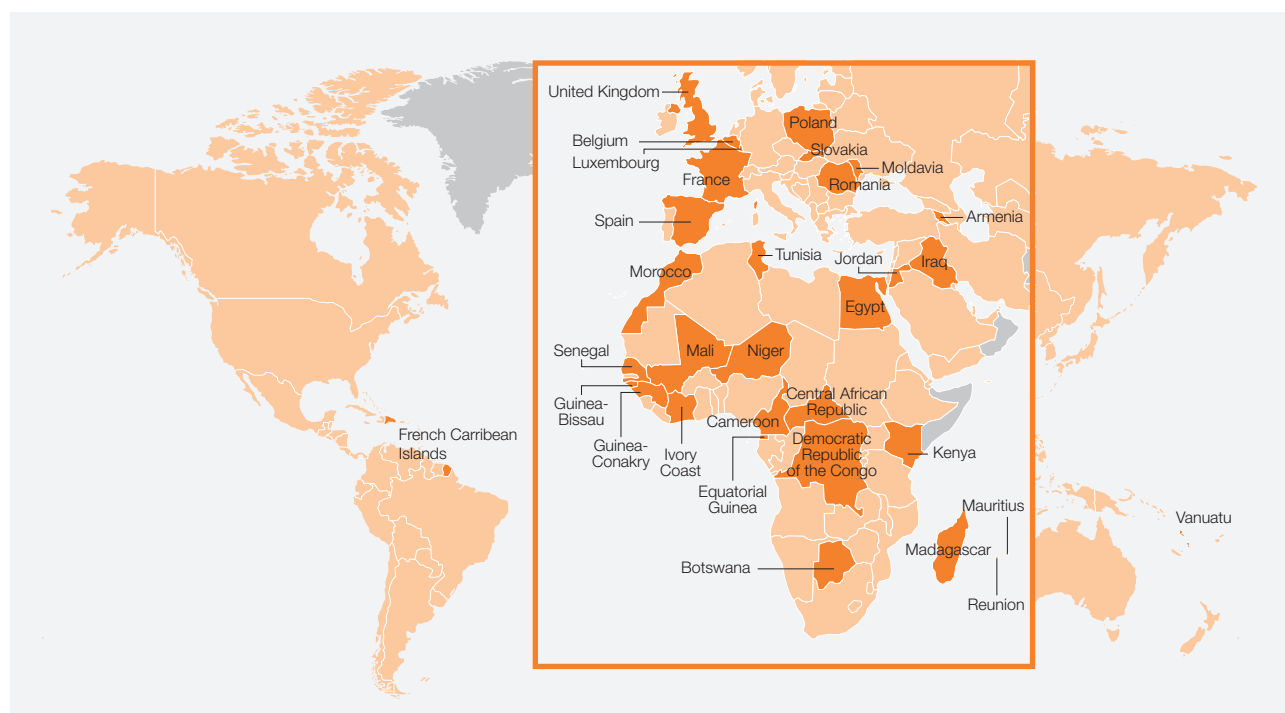 United Kingdom
Belgium
Luxembourg
France
Spain
Poland
Slovakia
Moldavia
Romania
Armenia
Morocco
Tunisia
Jordan
Iraq
Egypt
Senegal
Mali
Niger
Guinea-
Bissau
Guinea-
Conakry
Ivory
Coast
Cameroon
Central African
Republic
Democratic
Republic
of the Congo
Equatorial
Guinea
Kenya
French Carribean
Islands
Mauritius
Madagascar
Vanuatu
Botswana
Reunion